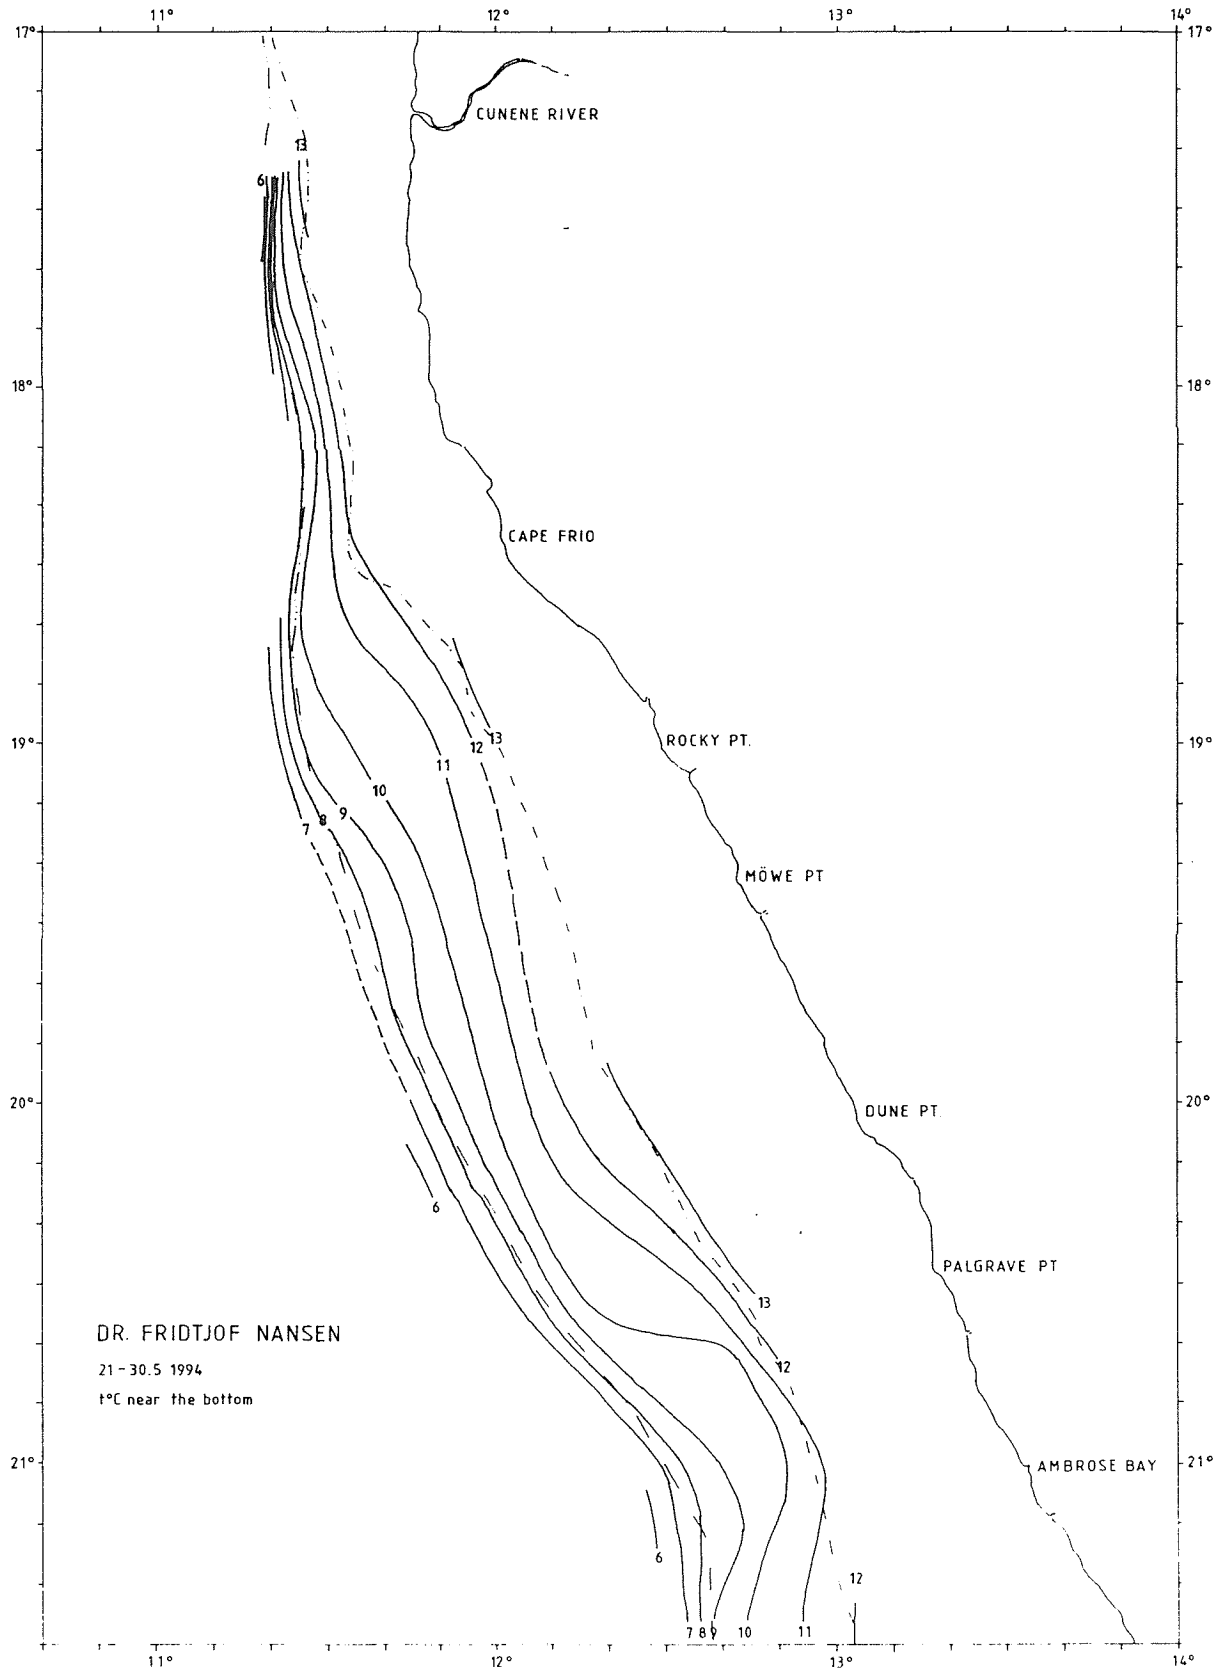 11° 12° 13° 14°
17° 17°
CUNENE RIVER
13
6
18° 18°
CAPE FRIO
19° ROCKY PT. 19°
13
12
11
10
9
8
7
MÖWE PT
20° 20°
DUNE PT.
6
PALGRAVE PT
13
DR. FRIDTJOF NANSEN
12
21-30.5 1994
t°C near the bottom
21° AMBROSE BAY 21°
6
12
7 8 9 10 11
11° 12° 13° 14°